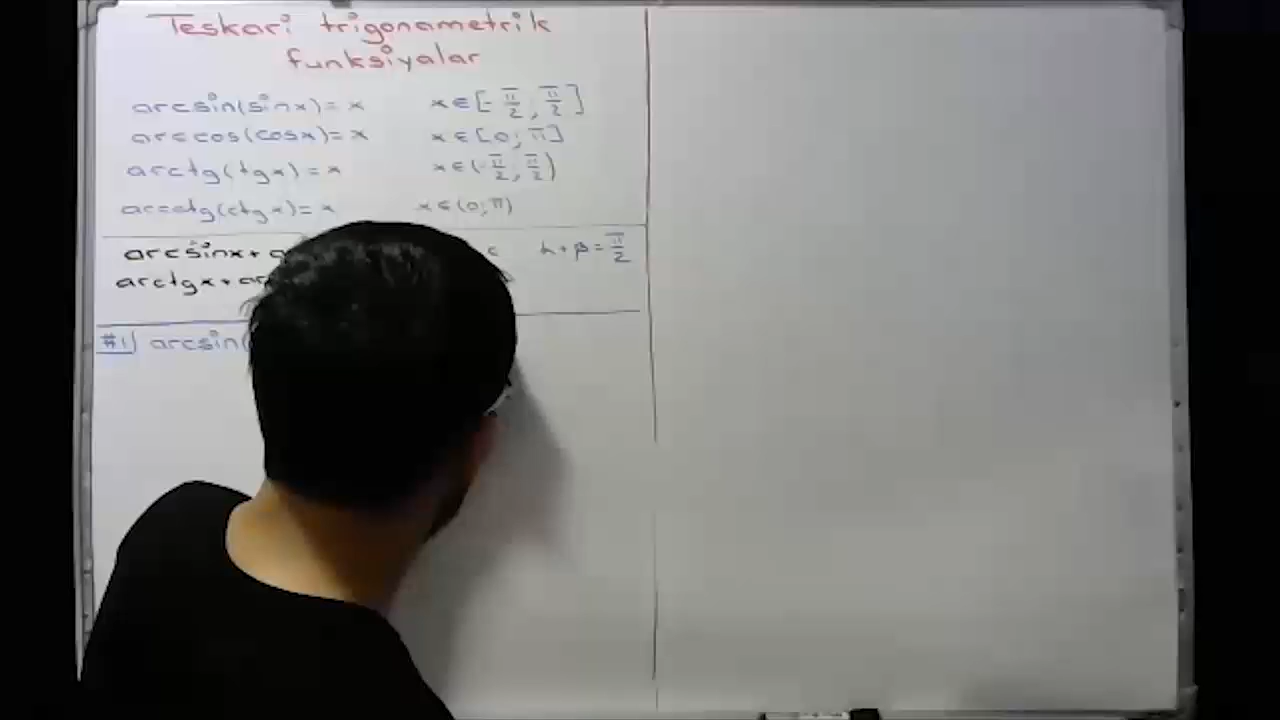 Teskari trigonametrik
funksiyalar
arcsin(sinx)=x x∈[-π/2, π/2]
arccos(cosx)=x x∈[0; π]
arctg(tgx)=x x∈(-π/2, π/2)
arcctg(ctgx)=x x∈(0; π)
arcsinx+ α+β=π/2
arctgx+
#1) arcsin(